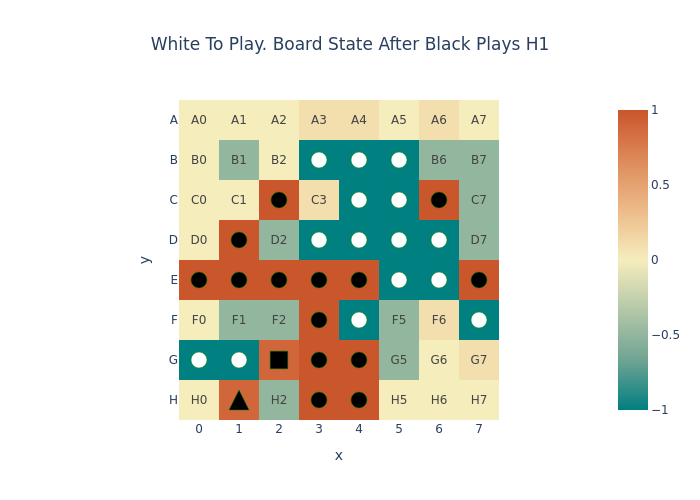 White To Play. Board State After Black Plays H1
A A0 A1 A2 A3 A4 A5 A6 A7
B B0 B1 B2 B6 B7
C C0 C1 C3 C7
D D0 D2 D7
E
F F0 F1 F2 F5 F6
G G5 G6 G7
H H0 H2 H5 H6 H7
0 1 2 3 4 5 6 7
x
y
1
0.5
0
−0.5
−1